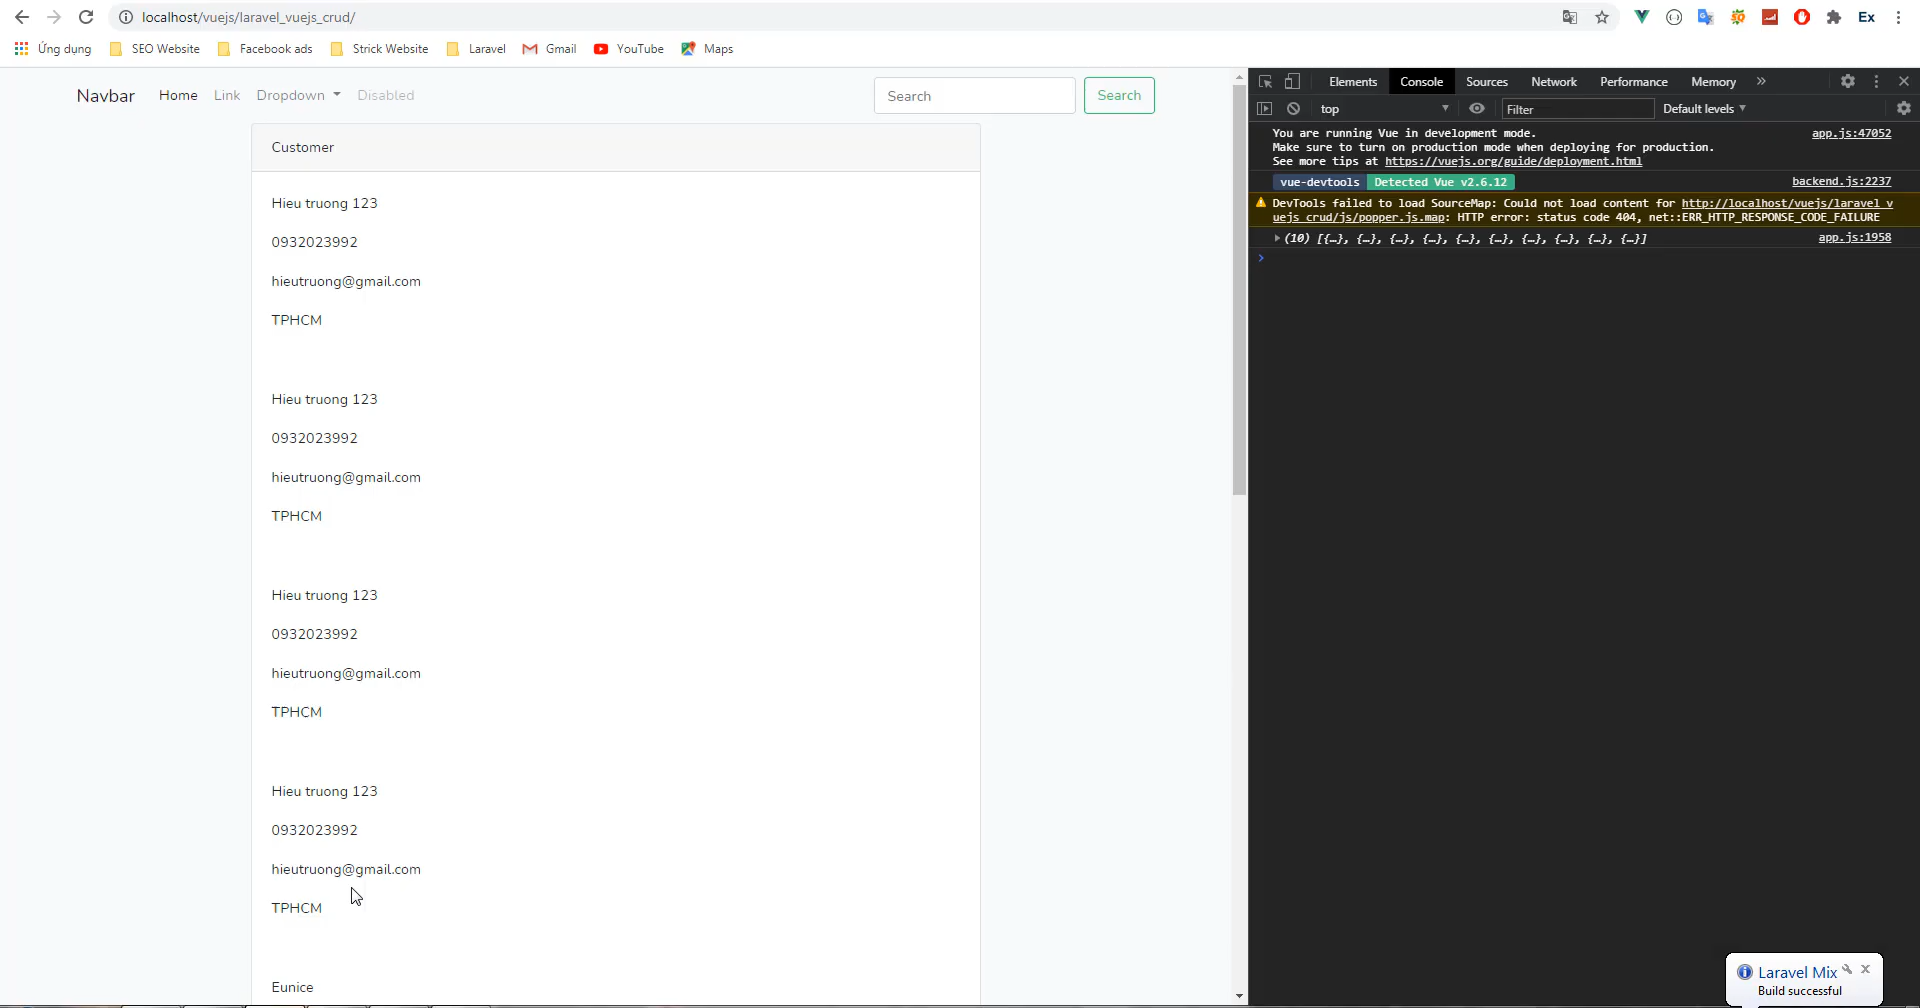 localhost/vuejs/laravel_vuejs_crud/
Ex
Ứng dụng SEO Website Facebook ads Strick Website Laravel Gmail YouTube Maps
Navbar Home Link Dropdown Disabled Search Search
Customer
Hieu truong 123
0932023992
hieutruong@gmail.com
TPHCM
Hieu truong 123
0932023992
hieutruong@gmail.com
TPHCM
Hieu truong 123
0932023992
hieutruong@gmail.com
TPHCM
Hieu truong 123
0932023992
hieutruong@gmail.com
TPHCM
Eunice
Elements Console Sources Network Performance Memory »
top Filter Default levels
You are running Vue in development mode. app.js:47052
Make sure to turn on production mode when deploying for production.
See more tips at https://vuejs.org/guide/deployment.html
vue-devtools Detected Vue v2.6.12 backend.js:2237
DevTools failed to load SourceMap: Could not load content for http://localhost/vuejs/laravel_v
uejs_crud/js/popper.js.map: HTTP error: status code 404, net::ERR_HTTP_RESPONSE_CODE_FAILURE
(10) [{…}, {…}, {…}, {…}, {…}, {…}, {…}, {…}, {…}, {…}] app.js:1958
Laravel Mix
Build successful